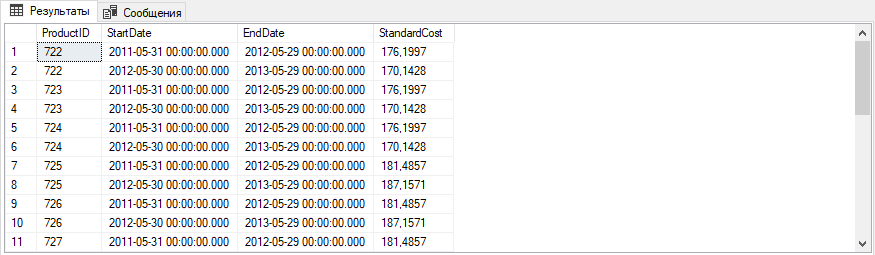 Результаты Сообщения
ProductID StartDate EndDate StandardCost
1 722 2011-05-31 00:00:00.000 2012-05-29 00:00:00.000 176,1997
2 722 2012-05-30 00:00:00.000 2013-05-29 00:00:00.000 170,1428
3 723 2011-05-31 00:00:00.000 2012-05-29 00:00:00.000 176,1997
4 723 2012-05-30 00:00:00.000 2013-05-29 00:00:00.000 170,1428
5 724 2011-05-31 00:00:00.000 2012-05-29 00:00:00.000 176,1997
6 724 2012-05-30 00:00:00.000 2013-05-29 00:00:00.000 170,1428
7 725 2011-05-31 00:00:00.000 2012-05-29 00:00:00.000 181,4857
8 725 2012-05-30 00:00:00.000 2013-05-29 00:00:00.000 187,1571
9 726 2011-05-31 00:00:00.000 2012-05-29 00:00:00.000 181,4857
10 726 2012-05-30 00:00:00.000 2013-05-29 00:00:00.000 187,1571
11 727 2011-05-31 00:00:00.000 2012-05-29 00:00:00.000 181,4857